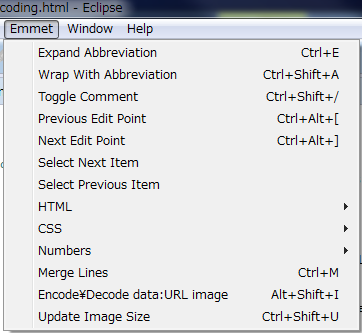 coding.html - Eclipse
Emmet Window Help
Expand Abbreviation Ctrl+E
Wrap With Abbreviation Ctrl+Shift+A
Toggle Comment Ctrl+Shift+/
Previous Edit Point Ctrl+Alt+[
Next Edit Point Ctrl+Alt+]
Select Next Item
Select Previous Item
HTML
CSS
Numbers
Merge Lines Ctrl+M
Encode¥Decode data:URL image Alt+Shift+I
Update Image Size Ctrl+Shift+U